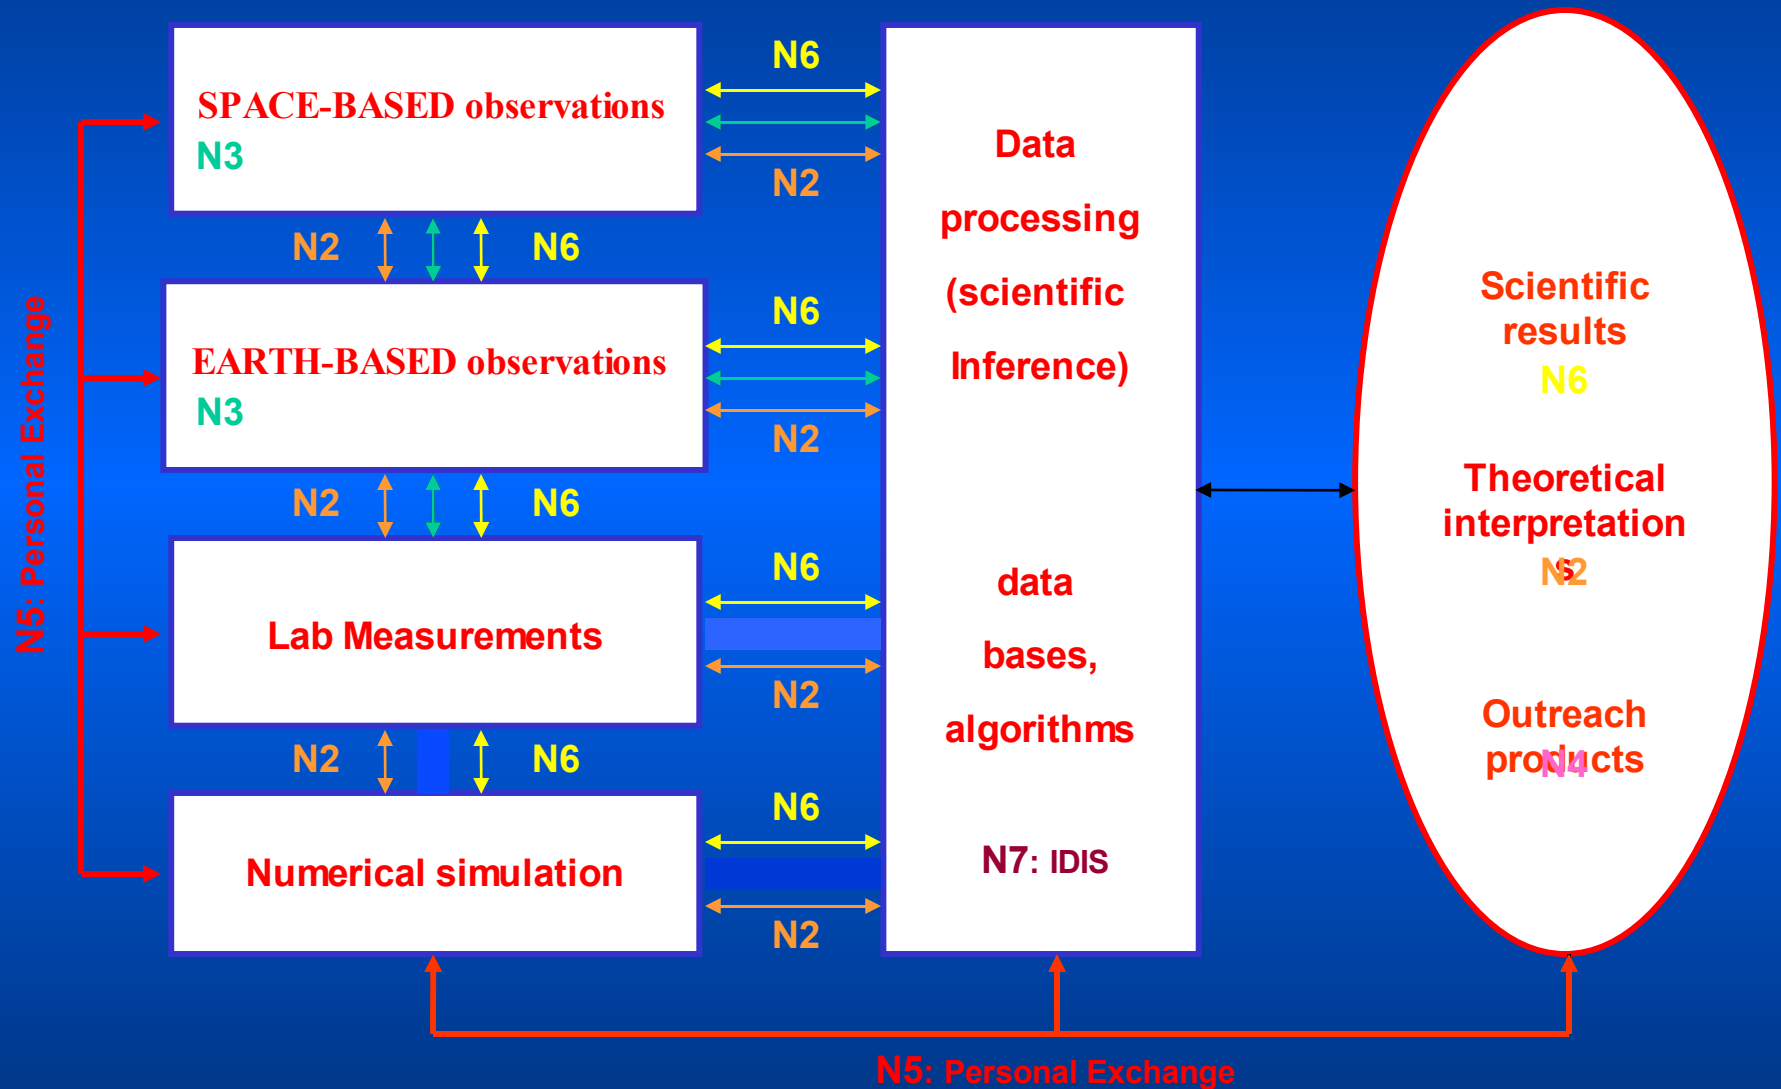 N6
SPACE-BASED observations
N3
N2
N2
N6
N6
EARTH-BASED observations
N3
N2
N2
N6
N6
Lab Measurements
N2
N2
N6
N6
Numerical simulation
N2
N5: Personal Exchange
Data
processing
(scientific
Inference)
data
bases,
algorithms
N7: IDIS
Scientific
results
N6
Theoretical
interpretation
s
N2
Outreach
products
N4
N5: Personal Exchange